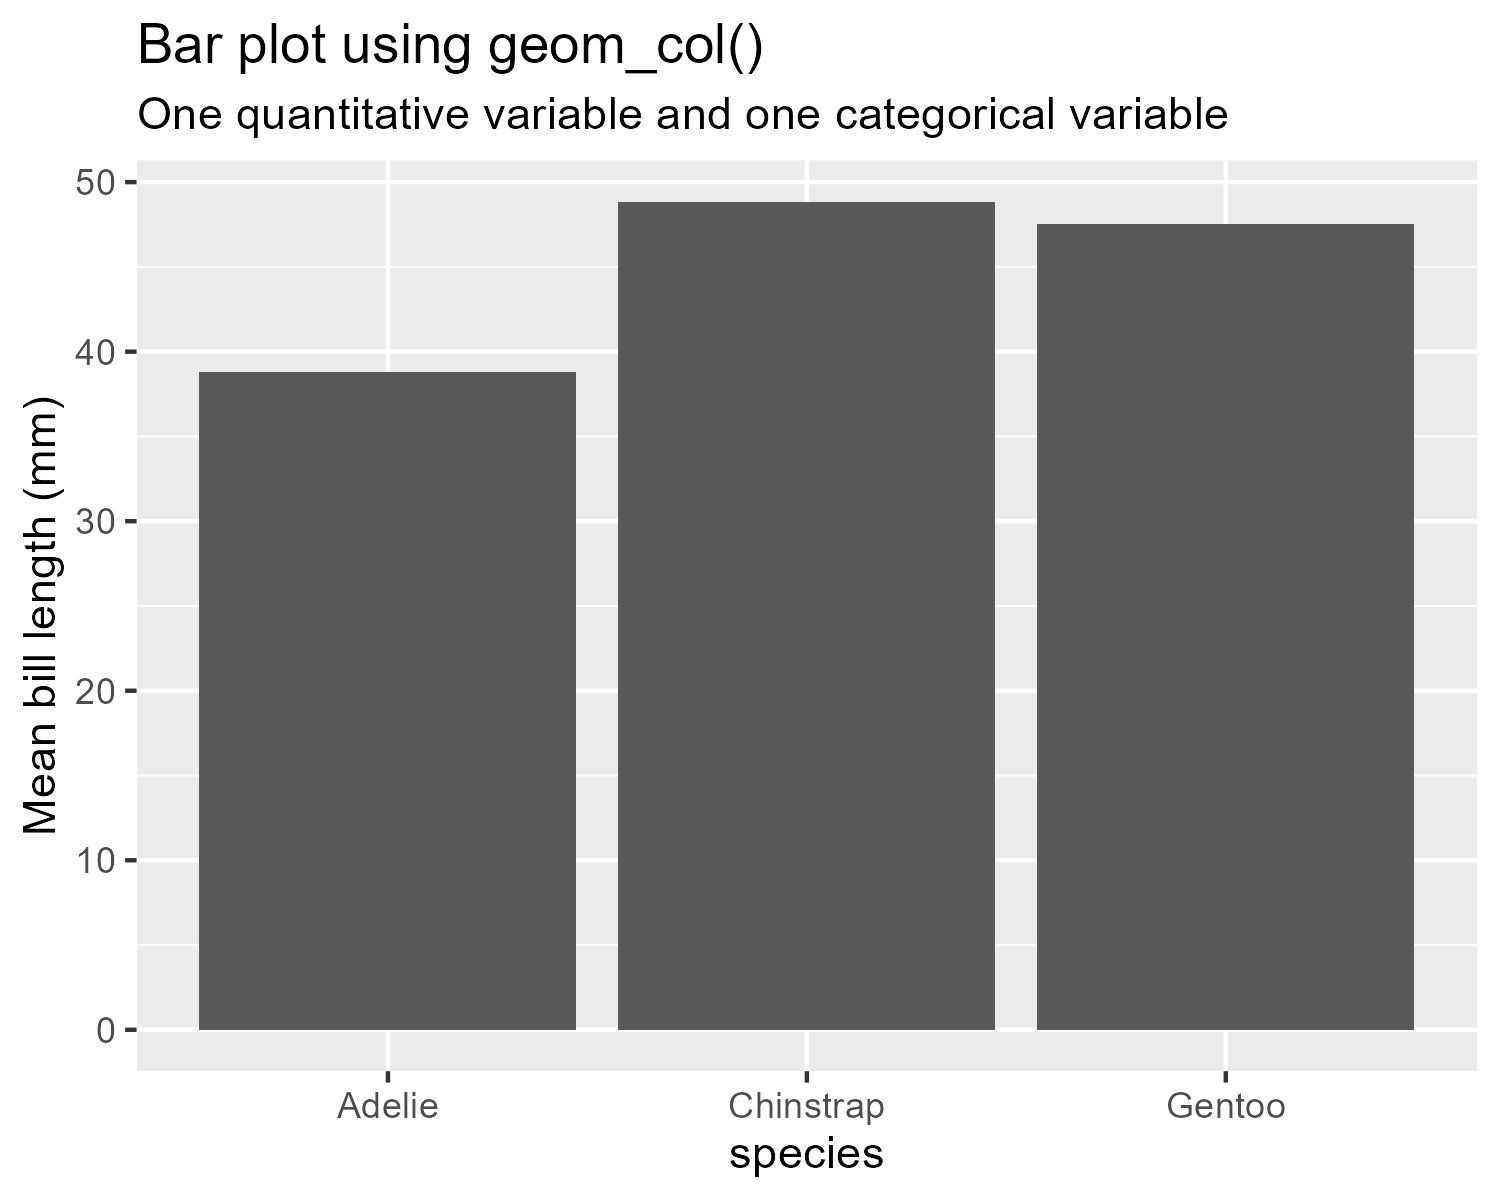 Bar plot using geom_col()
One quantitative variable and one categorical variable
Mean bill length (mm)
50
40
30
20
10
0
Adelie Chinstrap Gentoo
species